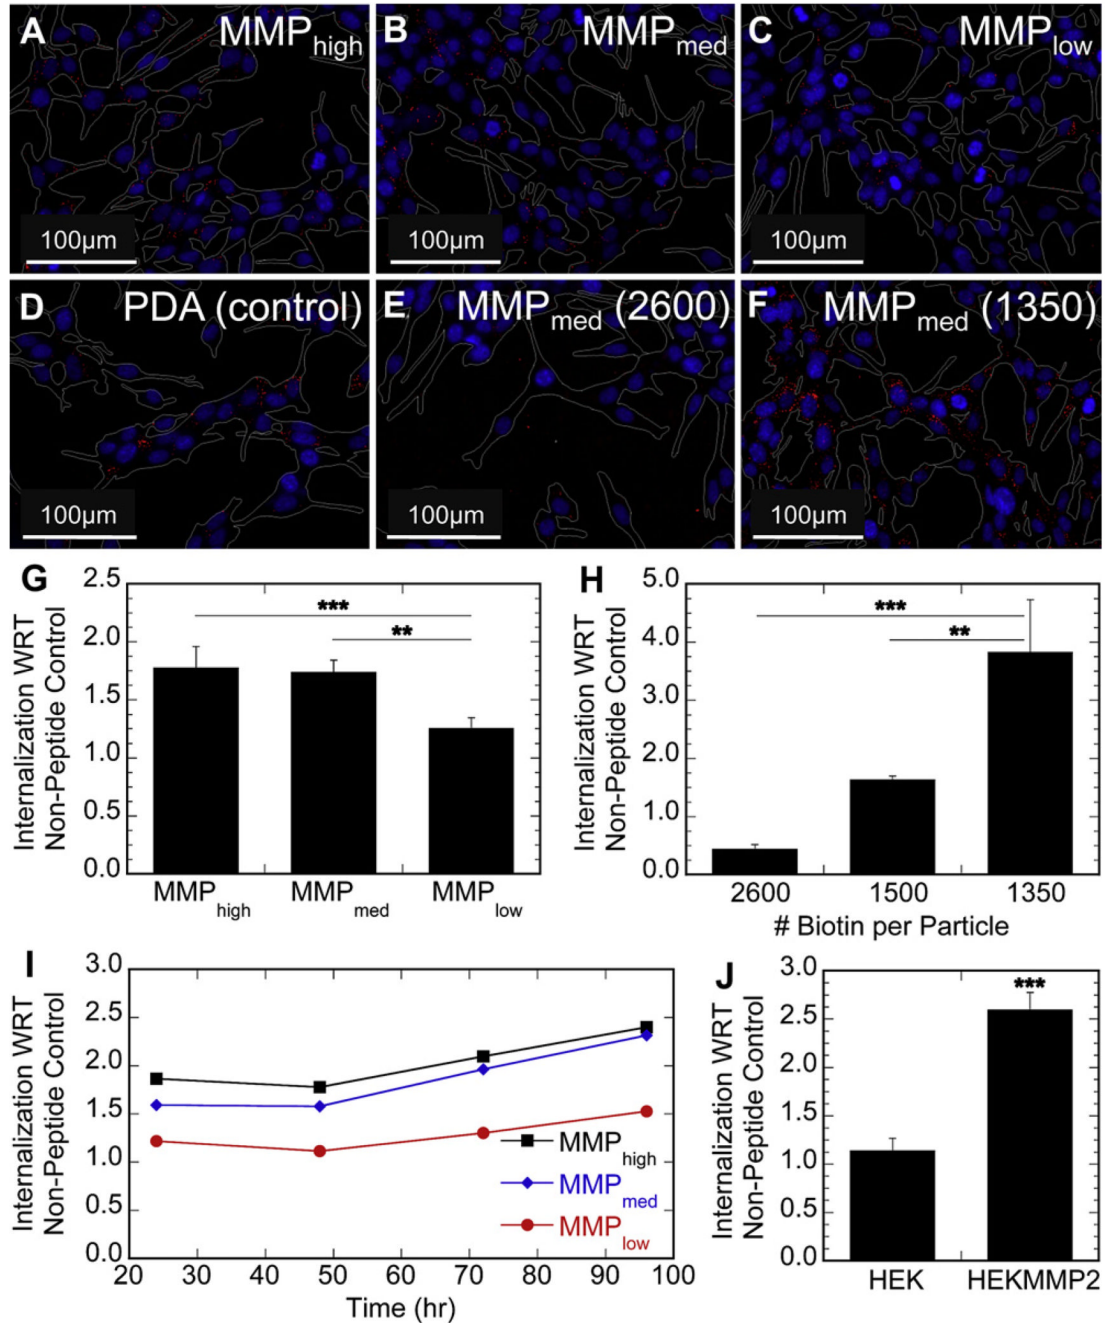 A MMPhigh
B MMPmed
C MMPlow
100µm
100µm
100µm
D PDA (control)
E MMPmed (2600)
F MMPmed (1350)
100µm
100µm
100µm
G
Internalization WRT
Non-Peptide Control
2.5
2.0
1.5
1.0
0.5
0.0
***
**
MMPhigh MMPmed MMPlow
H
Internalization WRT
Non-Peptide Control
5.0
4.0
3.0
2.0
1.0
0.0
***
**
2600 1500 1350
# Biotin per Particle
I
Internalization WRT
Non-Peptide Control
3.0
2.5
2.0
1.5
1.0
0.5
0.0
MMPhigh
MMPmed
MMPlow
20 30 40 50 60 70 80 90 100
Time (hr)
J
Internalization WRT
Non-Peptide Control
3.0
2.5
2.0
1.5
1.0
0.5
0.0
***
HEK HEKMMP2